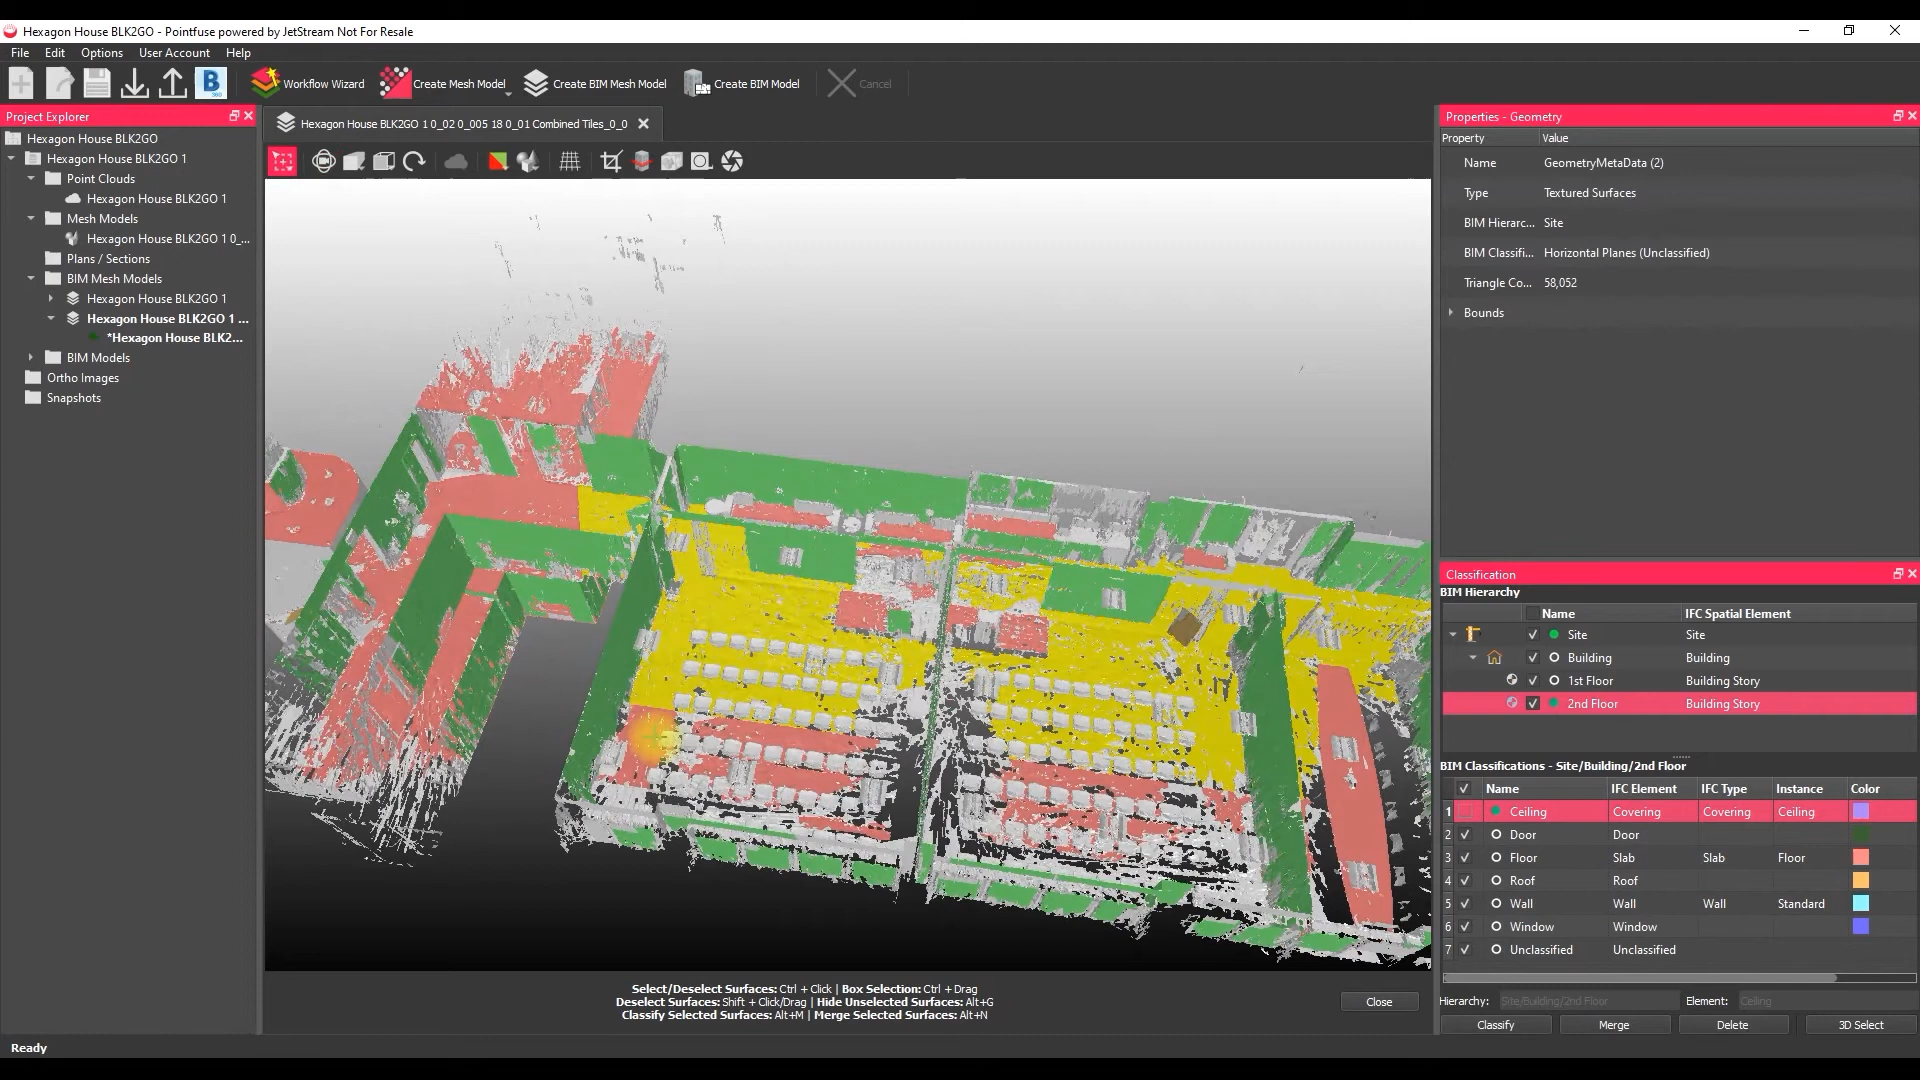 Hexagon House BLK2GO - Pointfuse powered by JetStream Not For Resale
File Edit Options User Account Help
B
360
Workflow Wizard
Create Mesh Model
Create BIM Mesh Model
Create BIM Model
Cancel
Project Explorer
Hexagon House BLK2GO
Hexagon House BLK2GO 1
Point Clouds
Hexagon House BLK2GO 1
Mesh Models
Hexagon House BLK2GO 1 0_...
Plans / Sections
BIM Mesh Models
Hexagon House BLK2GO 1
Hexagon House BLK2GO 1 ...
*Hexagon House BLK2...
BIM Models
Ortho Images
Snapshots
Hexagon House BLK2GO 1 0_02 0_005 18 0_01 Combined Tiles_0_0
Select/Deselect Surfaces: Ctrl + Click | Box Selection: Ctrl + Drag
Deselect Surfaces: Shift + Click/Drag | Hide Unselected Surfaces: Alt+G
Classify Selected Surfaces: Alt+M | Merge Selected Surfaces: Alt+N
Close
Properties - Geometry
Property Value
Name GeometryMetaData (2)
Type Textured Surfaces
BIM Hierarc... Site
BIM Classifi... Horizontal Planes (Unclassified)
Triangle Co... 58,052
Bounds
Classification
BIM Hierarchy
Name IFC Spatial Element
Site Site
Building Building
1st Floor Building Story
2nd Floor Building Story
BIM Classifications - Site/Building/2nd Floor
Name IFC Element IFC Type Instance Color
1 Ceiling Covering Covering Ceiling
2 Door Door
3 Floor Slab Slab Floor
4 Roof Roof
5 Wall Wall Wall Standard
6 Window Window
7 Unclassified Unclassified
Hierarchy: Site/Building/2nd Floor Element: Ceiling
Classify Merge Delete 3D Select
Ready